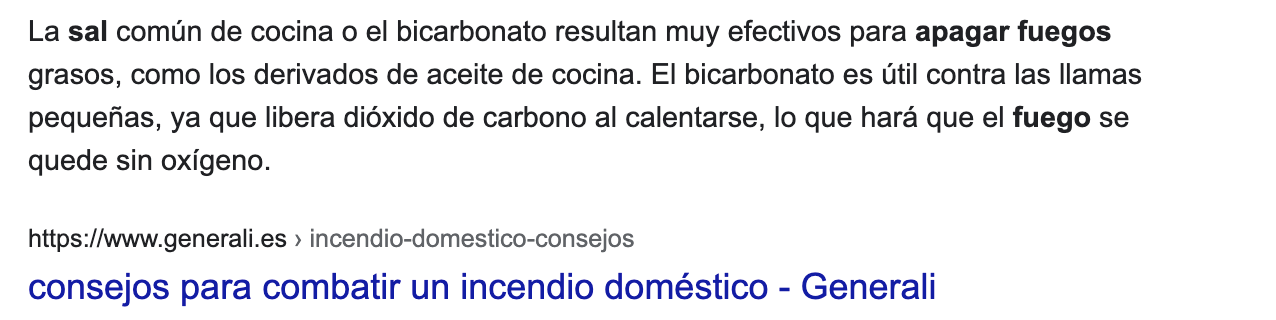 La sal común de cocina o el bicarbonato resultan muy efectivos para apagar fuegos
grasos, como los derivados de aceite de cocina. El bicarbonato es útil contra las llamas
pequeñas, ya que libera dióxido de carbono al calentarse, lo que hará que el fuego se
quede sin oxígeno.
https://www.generali.es › incendio-domestico-consejos
consejos para combatir un incendio doméstico - Generali